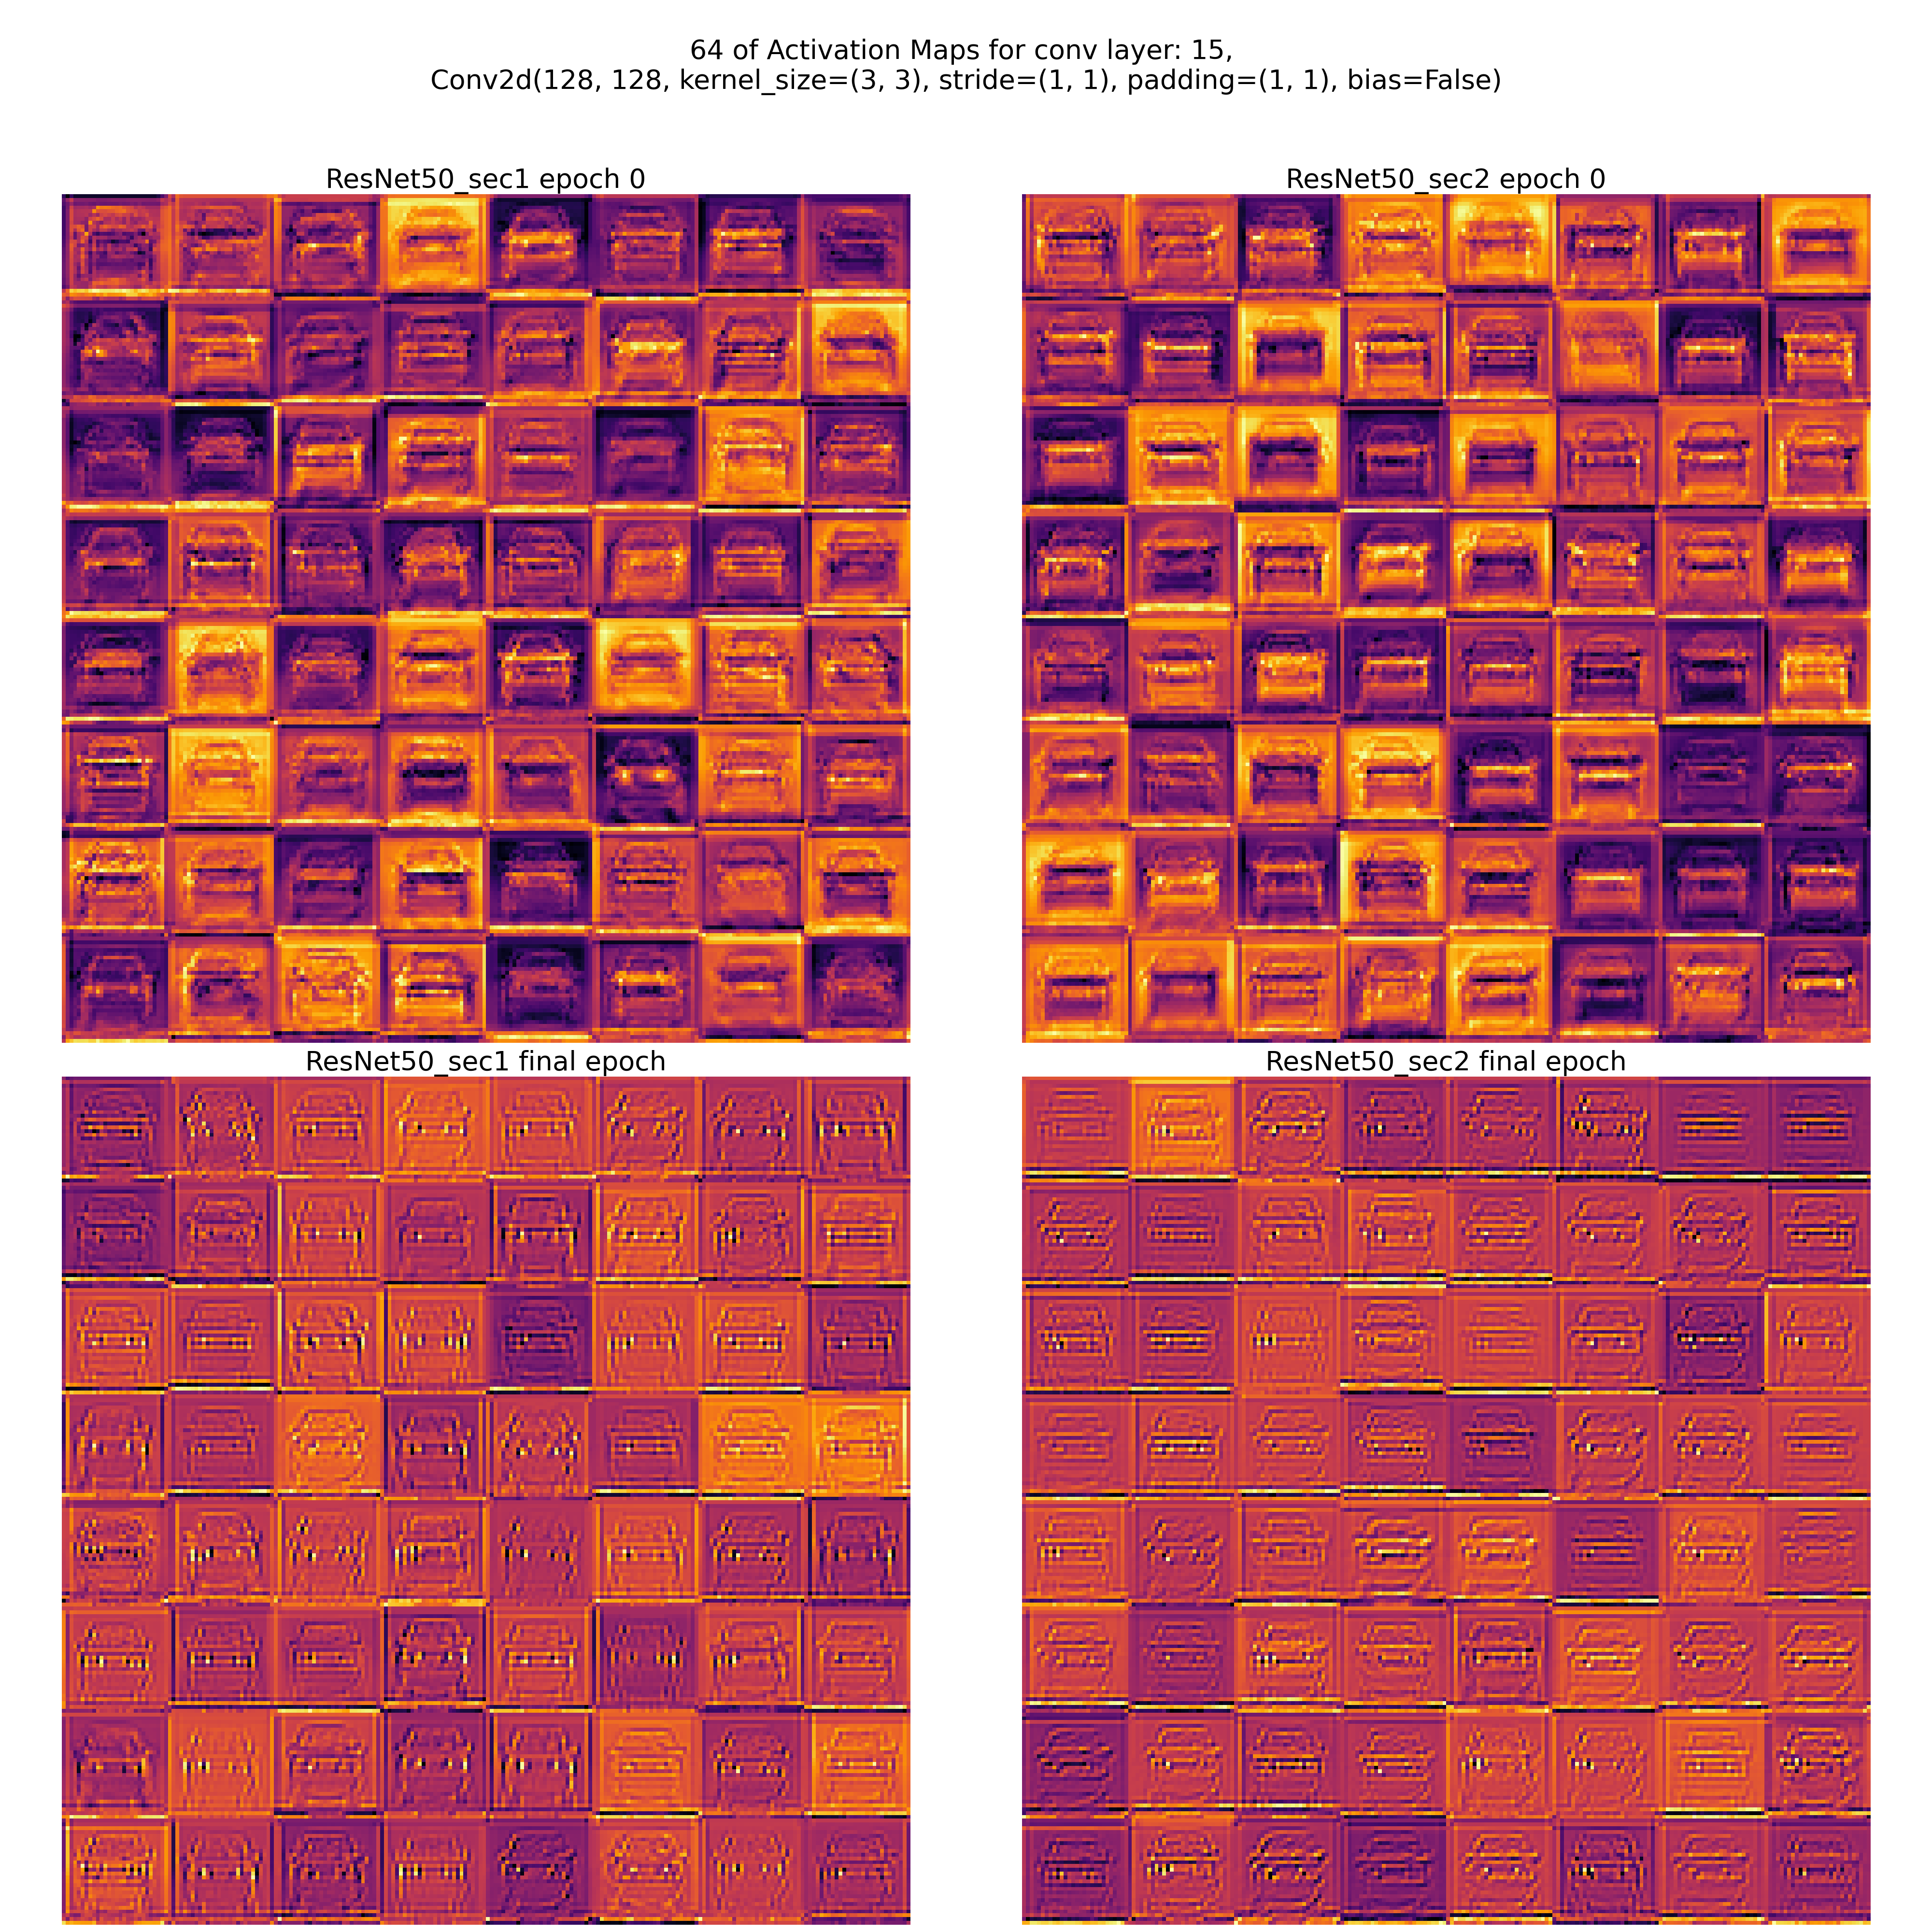 64 of Activation Maps for conv layer: 15,
Conv2d(128, 128, kernel_size=(3, 3), stride=(1, 1), padding=(1, 1), bias=False)
ResNet50_sec1 epoch 0
ResNet50_sec2 epoch 0
ResNet50_sec1 final epoch
ResNet50_sec2 final epoch